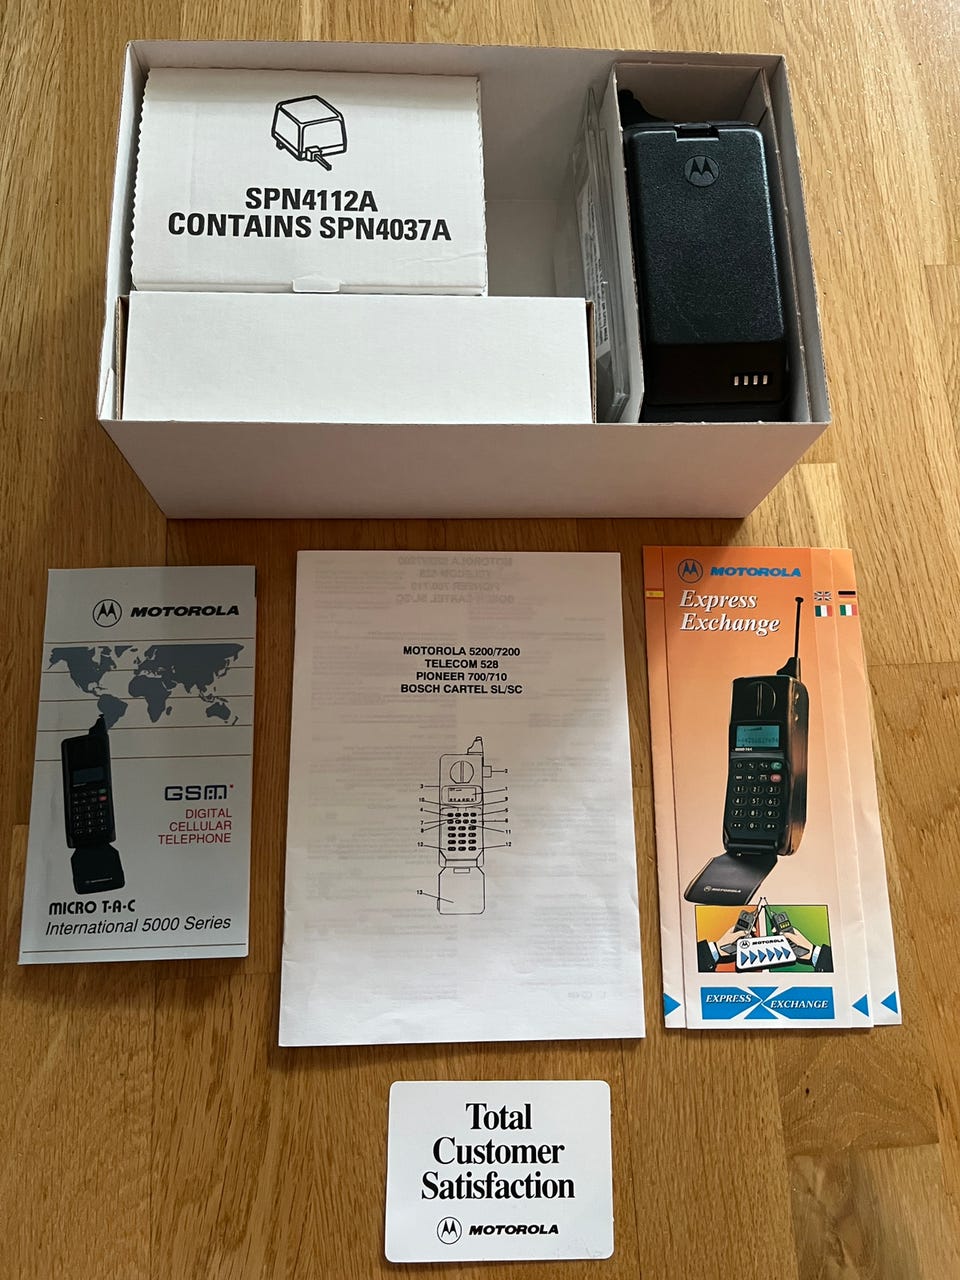 SPN4112A
CONTAINS SPN4037A
MOTOROLA
GSM
DIGITAL
CELLULAR
TELEPHONE
MICRO T·A·C
International 5000 Series
MOTOROLA 5200/7200
TELECOM 528
PIONEER 700/710
BOSCH CARTEL SL/SC
MOTOROLA
Express
Exchange
MOTOROLA
MOTOROLA
EXPRESS EXCHANGE
Total
Customer
Satisfaction
MOTOROLA